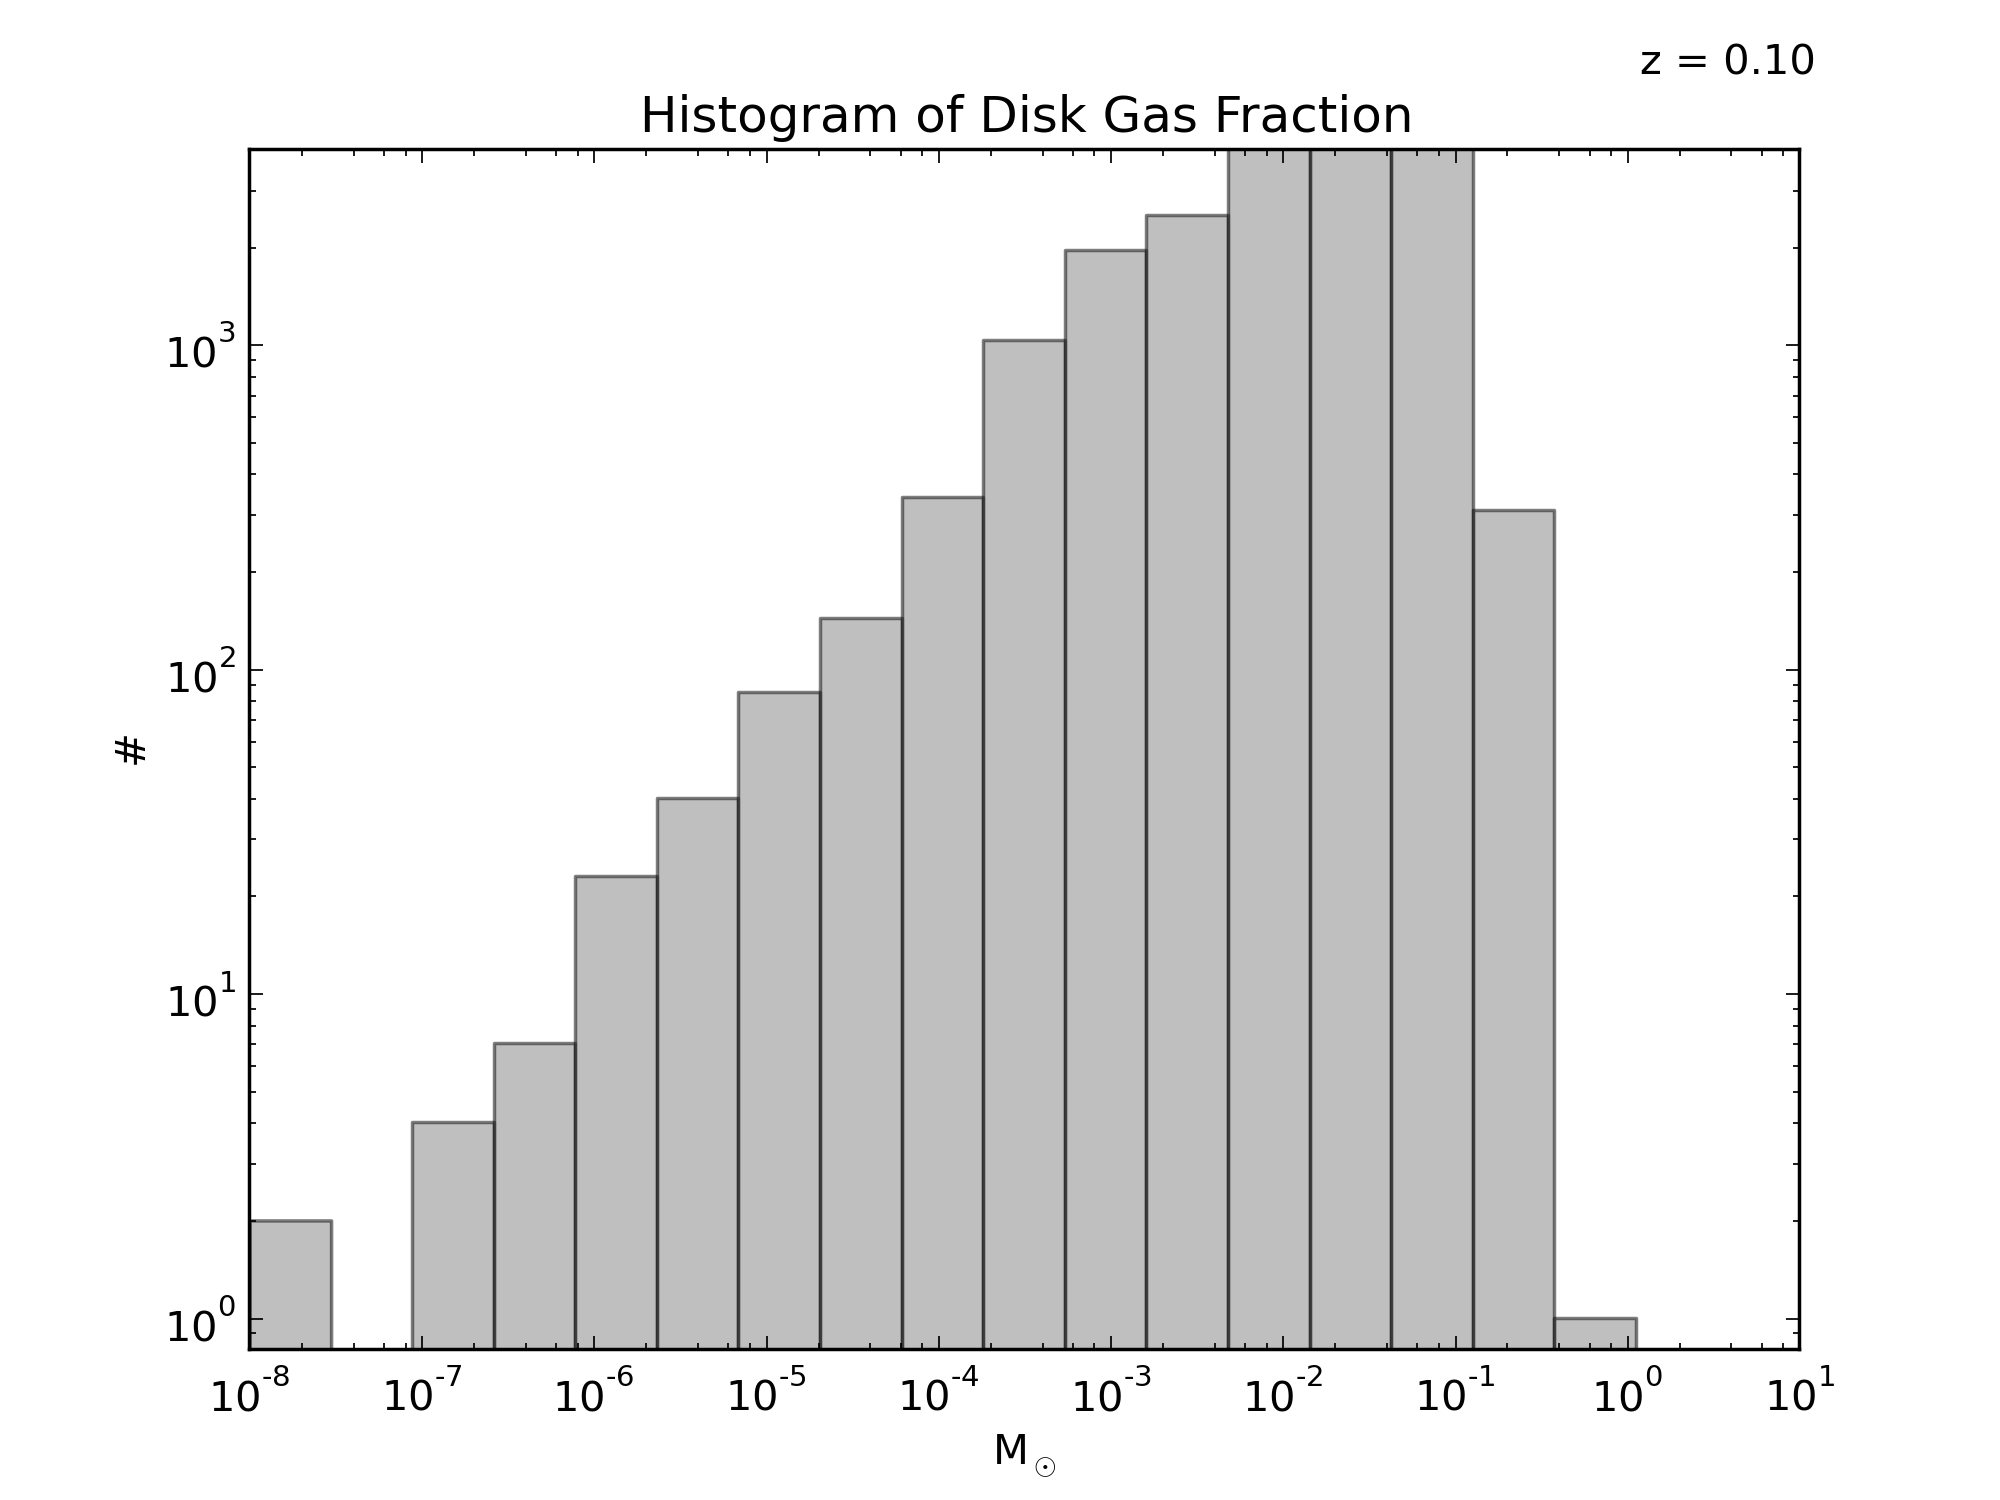 z = 0.10
Histogram of Disk Gas Fraction
10³
10²
10¹
10⁰
#
10⁻⁸ 10⁻⁷ 10⁻⁶ 10⁻⁵ 10⁻⁴ 10⁻³ 10⁻² 10⁻¹ 10⁰ 10¹
M☉